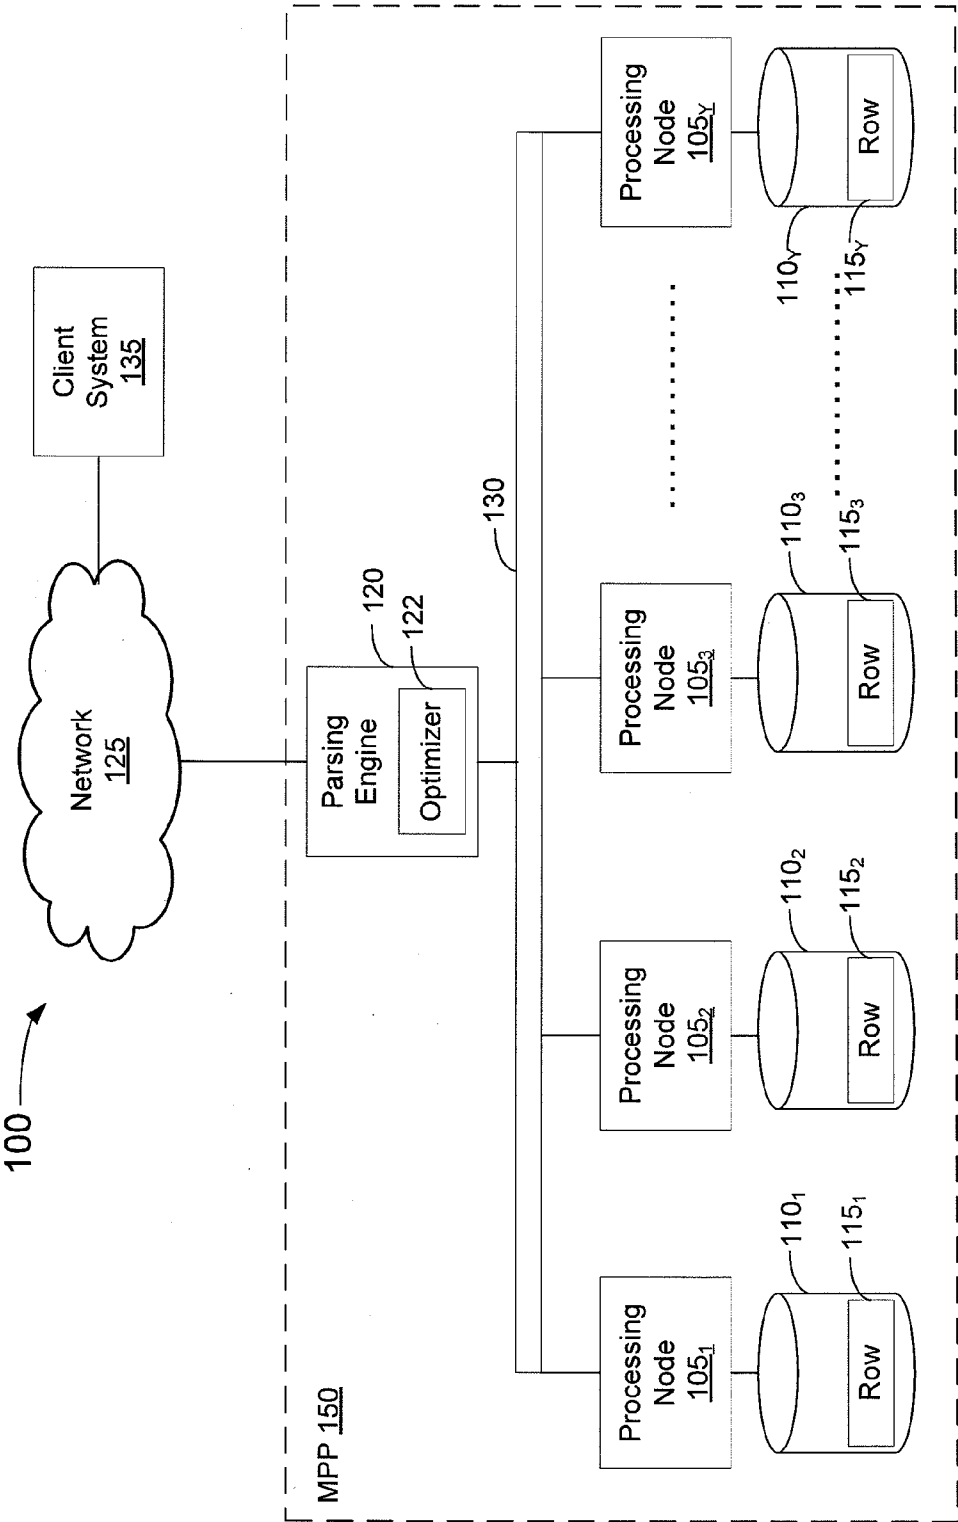 100
Network
125
Client
System
135
MPP 150
Parsing
Engine
Optimizer
120
122
130
Processing
Node
105₁
Processing
Node
105₂
Processing
Node
105₃
Processing
Node
105Y
110₁
115₁
Row
110₂
115₂
Row
110₃
115₃
Row
110Y
115Y
Row